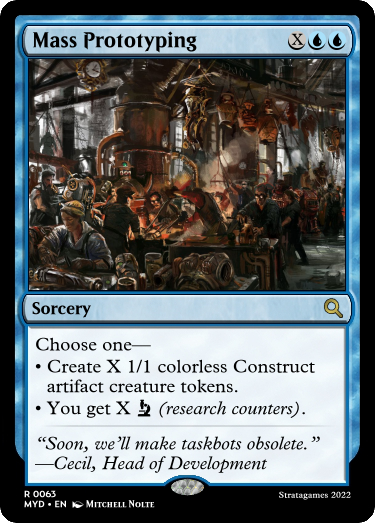 Mass Prototyping X
Sorcery
Choose one—
• Create X 1/1 colorless Construct
artifact creature tokens.
• You get X (research counters).
“Soon, we’ll make taskbots obsolete.”
—Cecil, Head of Development
R 0063
MYD • EN Mitchell Nolte
Stratagames 2022